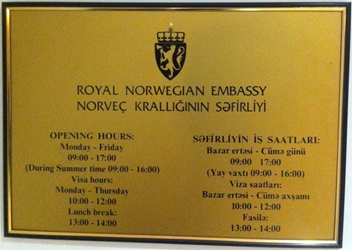 ROYAL NORWEGIAN EMBASSY
NORVEÇ KRALLIĞININ SƏFIRLIYI
OPENING HOURS:
Monday - Friday
09:00 - 17:00
(During Summer time 09:00 - 16:00)
Visa hours:
Monday - Thursday
10:00 - 12:00
Lunch break:
13:00 - 14:00
SƏFIRLIYIN IŞ SAATLARI:
Bazar ertəsi - Cümə günü
09:00 17:00
(Yay vaxtı 09:00 - 16:00)
Viza saatları:
Bazar ertəsi - Cümə axşamı
10:00 - 12:00
Fasilə:
13:00 - 14:00